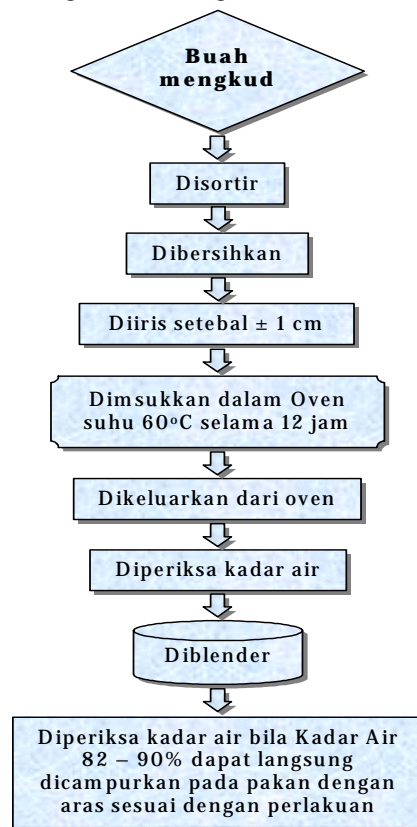 Buah
mengkud
Disortir
Dibersihkan
Diiris setebal ± 1 cm
Dimsukkan dalam Oven
suhu 60°C selama 12 jam
Dikeluarkan dari oven
Diperiksa kadar air
Diblender
Diperiksa kadar air bila Kadar Air
82 – 90% dapat langsung
dicampurkan pada pakan dengan
aras sesuai dengan perlakuan